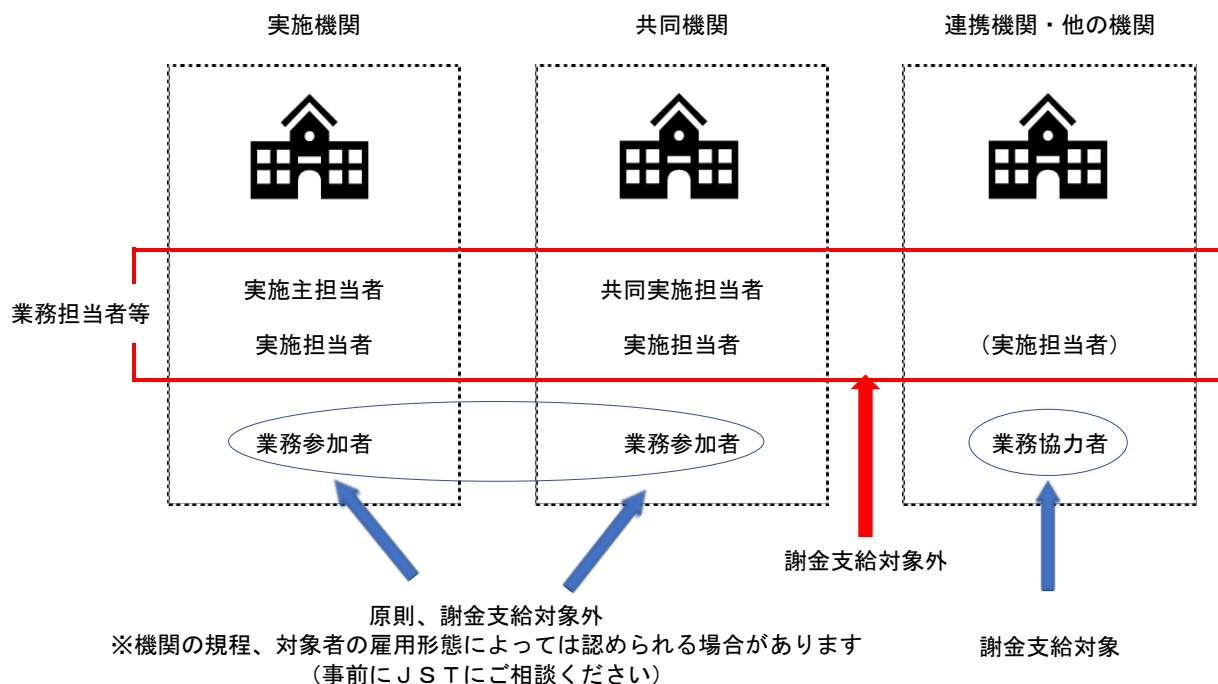 実施機関
共同機関
連携機関・他の機関
業務担当者等
実施主担当者
共同実施担当者
実施担当者
実施担当者
（実施担当者）
業務参加者
業務参加者
業務協力者
謝金支給対象外
原則、謝金支給対象外
※機関の規程、対象者の雇用形態によっては認められる場合があります
（事前にＪＳＴにご相談ください）
謝金支給対象